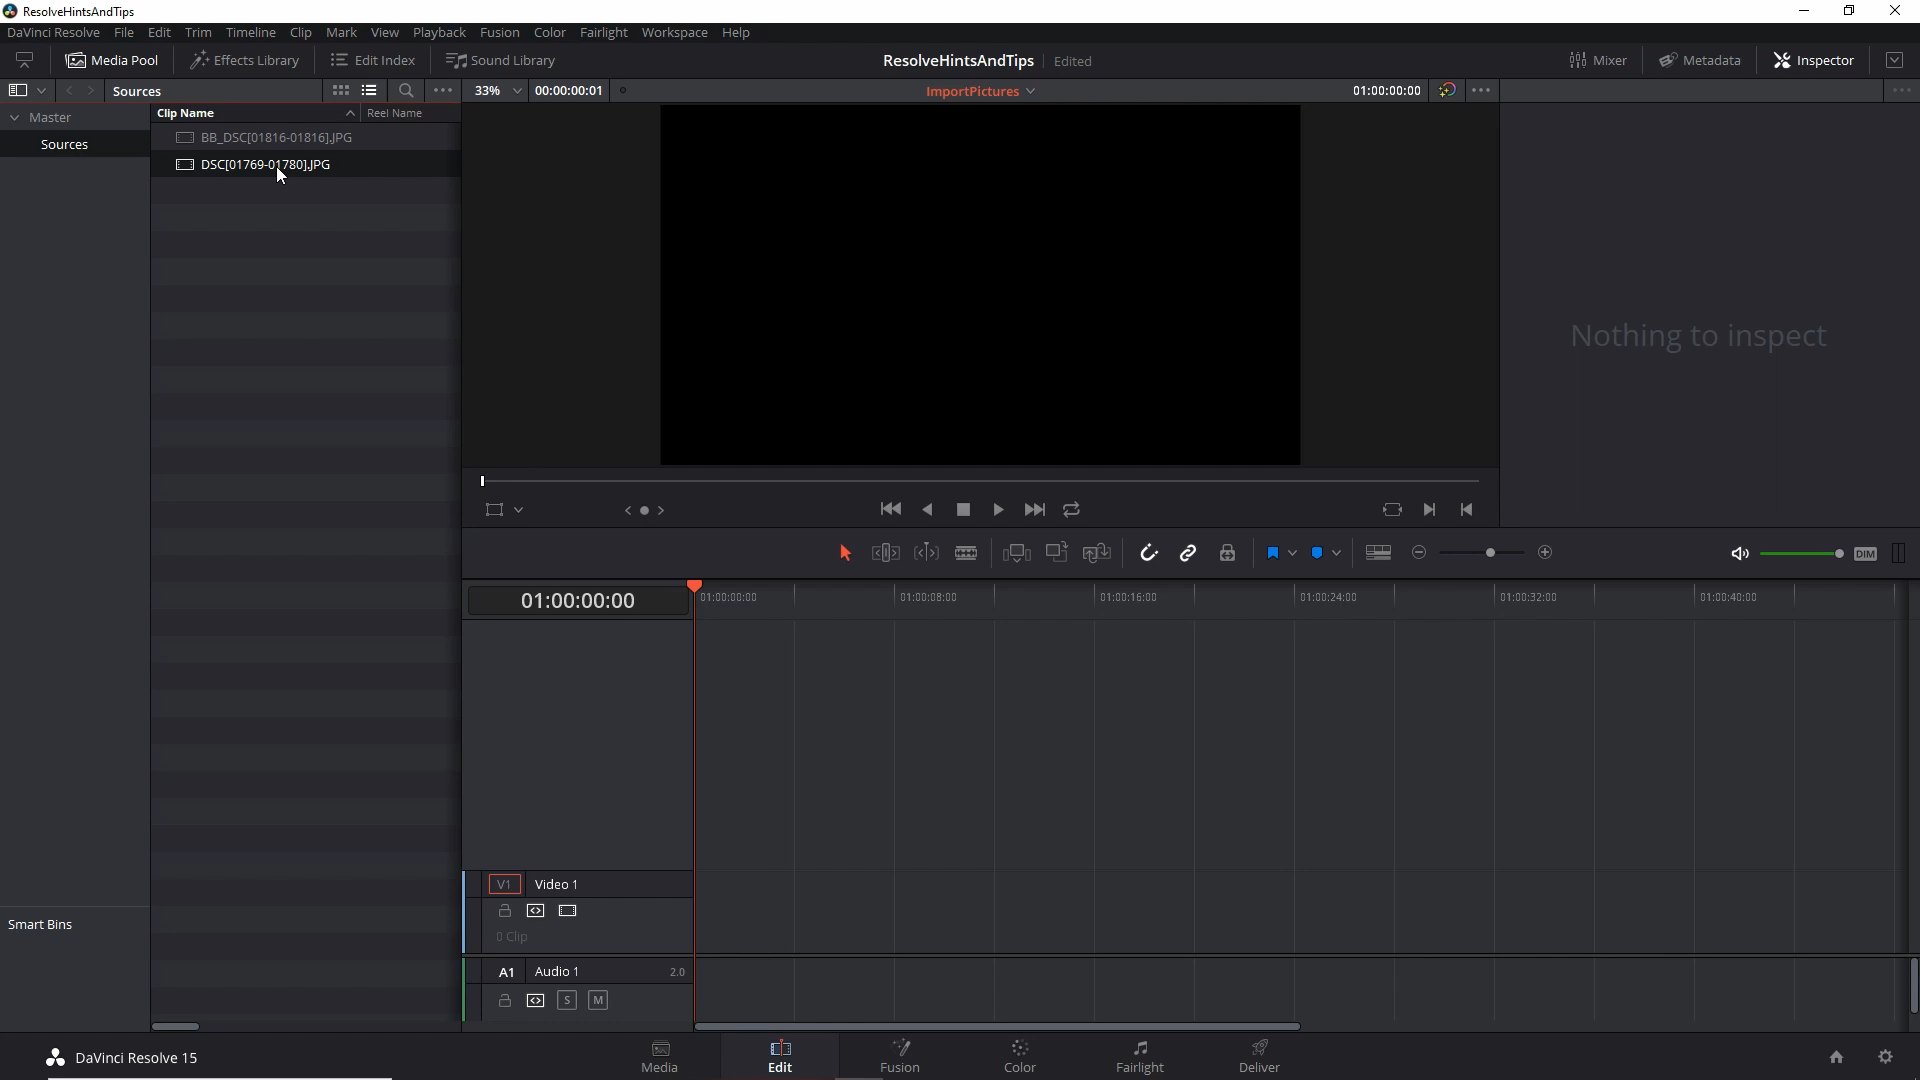 ResolveHintsAndTips
DaVinci Resolve File Edit Trim Timeline Clip Mark View Playback Fusion Color Fairlight Workspace Help
Media Pool Effects Library Edit Index Sound Library ResolveHintsAndTips Edited Mixer Metadata Inspector
Sources 33% 00:00:00:01 ImportPictures 01:00:00:00
Clip Name Reel Name
Master
BB_DSC[01816-01816].JPG
Sources
DSC[01769-01780].JPG
Nothing to inspect
DIM
01:00:00:00 01:00:00:00 01:00:08:00 01:00:16:00 01:00:24:00 01:00:32:00 01:00:40:00
V1 Video 1
0 Clip
Smart Bins
A1 Audio 1 2.0
S M
DaVinci Resolve 15
Media Edit Fusion Color Fairlight Deliver